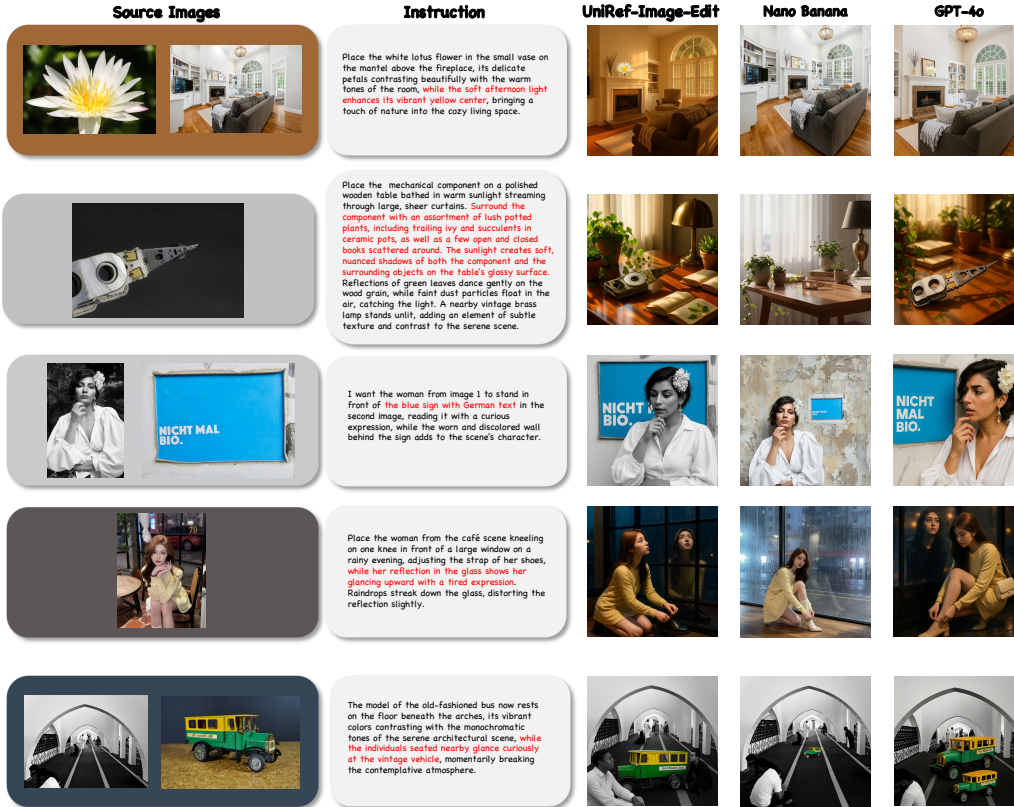 Source Images
Instruction
UniRef-Image-Edit
Nano Banana
GPT-4o
Place the white lotus flower in the small vase on
the mantel above the fireplace, its delicate
petals contrasting beautifully with the warm
tones of the room, while the soft afternoon light
enhances its vibrant yellow center, bringing a
touch of nature into the cozy living space.
Place the mechanical component on a polished
wooden table bathed in warm sunlight streaming
through large, sheer curtains. Surround the
component with an assortment of lush potted
plants, including trailing ivy and succulents in
ceramic pots, as well as a few open and closed
books scattered around. The sunlight creates soft,
nuanced shadows of both the component and the
surrounding objects on the table's glossy surface.
Reflections of green leaves dance gently on the
wood grain, while faint dust particles float in the
air, catching the light. A nearby vintage brass
lamp stands unlit, adding an element of subtle
texture and contrast to the serene scene.
NICHT MAL
BIO.
I want the woman from image 1 to stand in
front of the blue sign with German text in the
second image, reading it with a curious
expression, while the worn and discolored wall
behind the sign adds to the scene's character.
NICHT
BIO.
NICHT
MAL
BIO.
79
Place the woman from the café scene kneeling
on one knee in front of a large window on a
rainy evening, adjusting the strap of her shoes,
while her reflection in the glass shows her
glancing upward with a tired expression.
Raindrops streak down the glass, distorting the
reflection slightly.
The model of the old-fashioned bus now rests
on the floor beneath the arches, its vibrant
colors contrasting with the monochromatic
tones of the serene architectural scene, while
the individuals seated nearby glance curiously
at the vintage vehicle, momentarily breaking
the contemplative atmosphere.